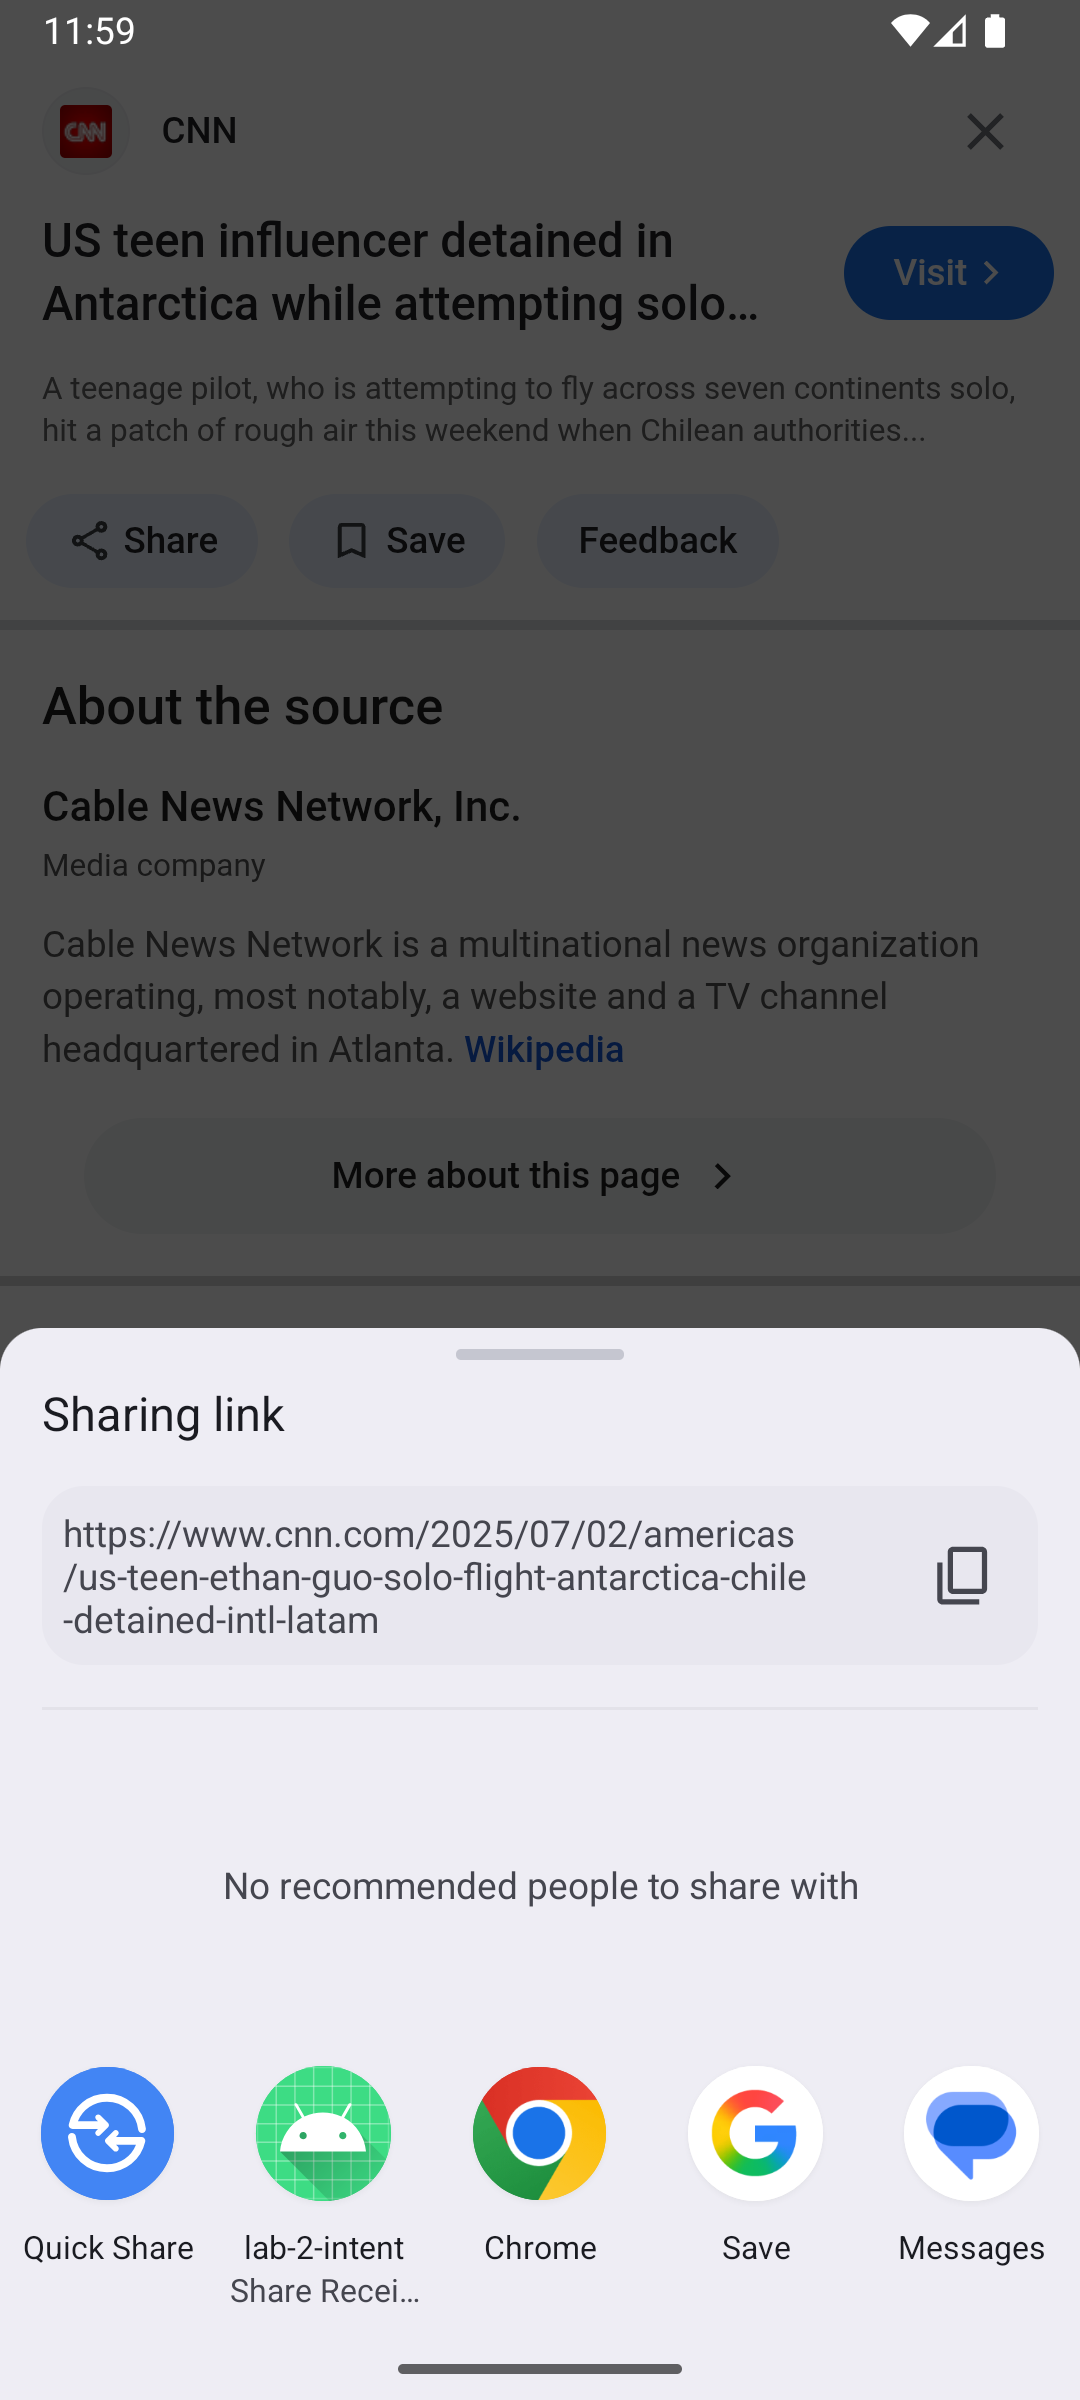 11:59
CNN
CNN
US teen influencer detained in
Antarctica while attempting solo…
Visit
A teenage pilot, who is attempting to fly across seven continents solo,
hit a patch of rough air this weekend when Chilean authorities...
Share
Save
Feedback
About the source
Cable News Network, Inc.
Media company
Cable News Network is a multinational news organization
operating, most notably, a website and a TV channel
headquartered in Atlanta. Wikipedia
More about this page
Sharing link
https://www.cnn.com/2025/07/02/americas
/us-teen-ethan-guo-solo-flight-antarctica-chile
-detained-intl-latam
No recommended people to share with
Quick Share
lab-2-intent
Share Recei…
Chrome
Save
Messages